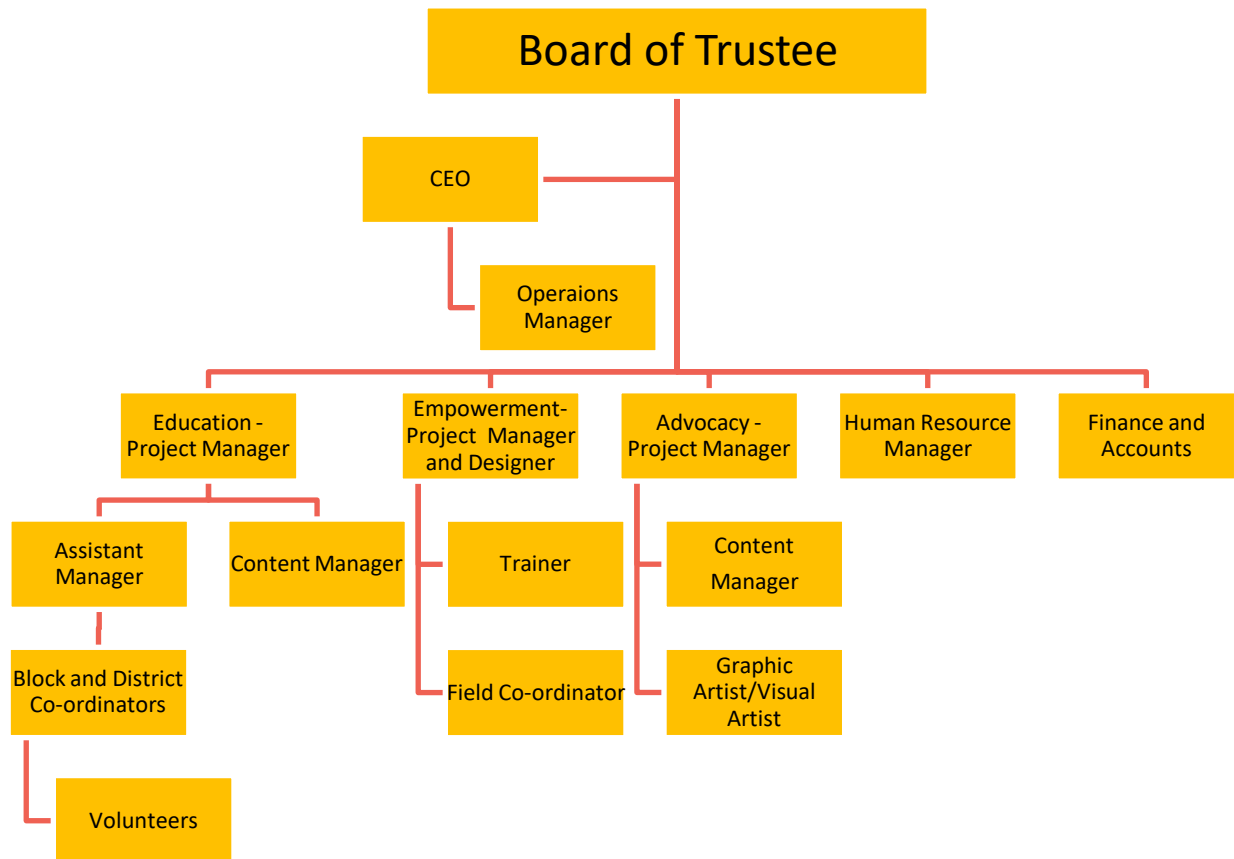 Board of Trustee
CEO
Operaions
Manager
Education -
Project Manager
Empowerment-
Project Manager
and Designer
Advocacy -
Project Manager
Human Resource
Manager
Finance and
Accounts
Assistant
Manager
Content Manager
Trainer
Content
Manager
Block and District
Co-ordinators
Field Co-ordinator
Graphic
Artist/Visual
Artist
Volunteers